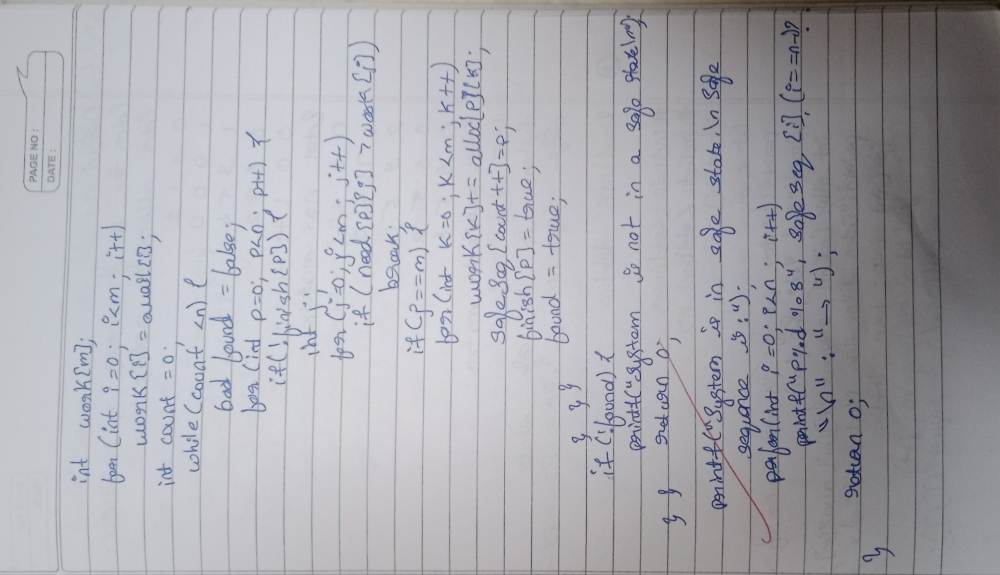 PAGE NO :
DATE :
int work[m];
for (int i=0; i<m; i++)
work[i] = avail[i];
int count = 0;
while (count <n) {
bool found = false;
for (int p=0; p<n; p++) {
if (!finish[p]) {
int j;
for (j=0; j<m; j++)
if (need[p][j] > work[j])
break;
if (j==m) {
for (int k=0; k<m; k++)
work[k] += alloc[p][k];
safeseq[count++]=p;
finish[p] = true;
found = true;
} } }
if (!found) {
printf("System is not in a safe state\n");
return 0;
} }
printf("System is in safe state.\n Safe
sequence is:");
for(int i=0; i<n; i++)
printf("P%d%s", safeseq[i], (i==n-1)?
"\n" : "→");
return 0;
}